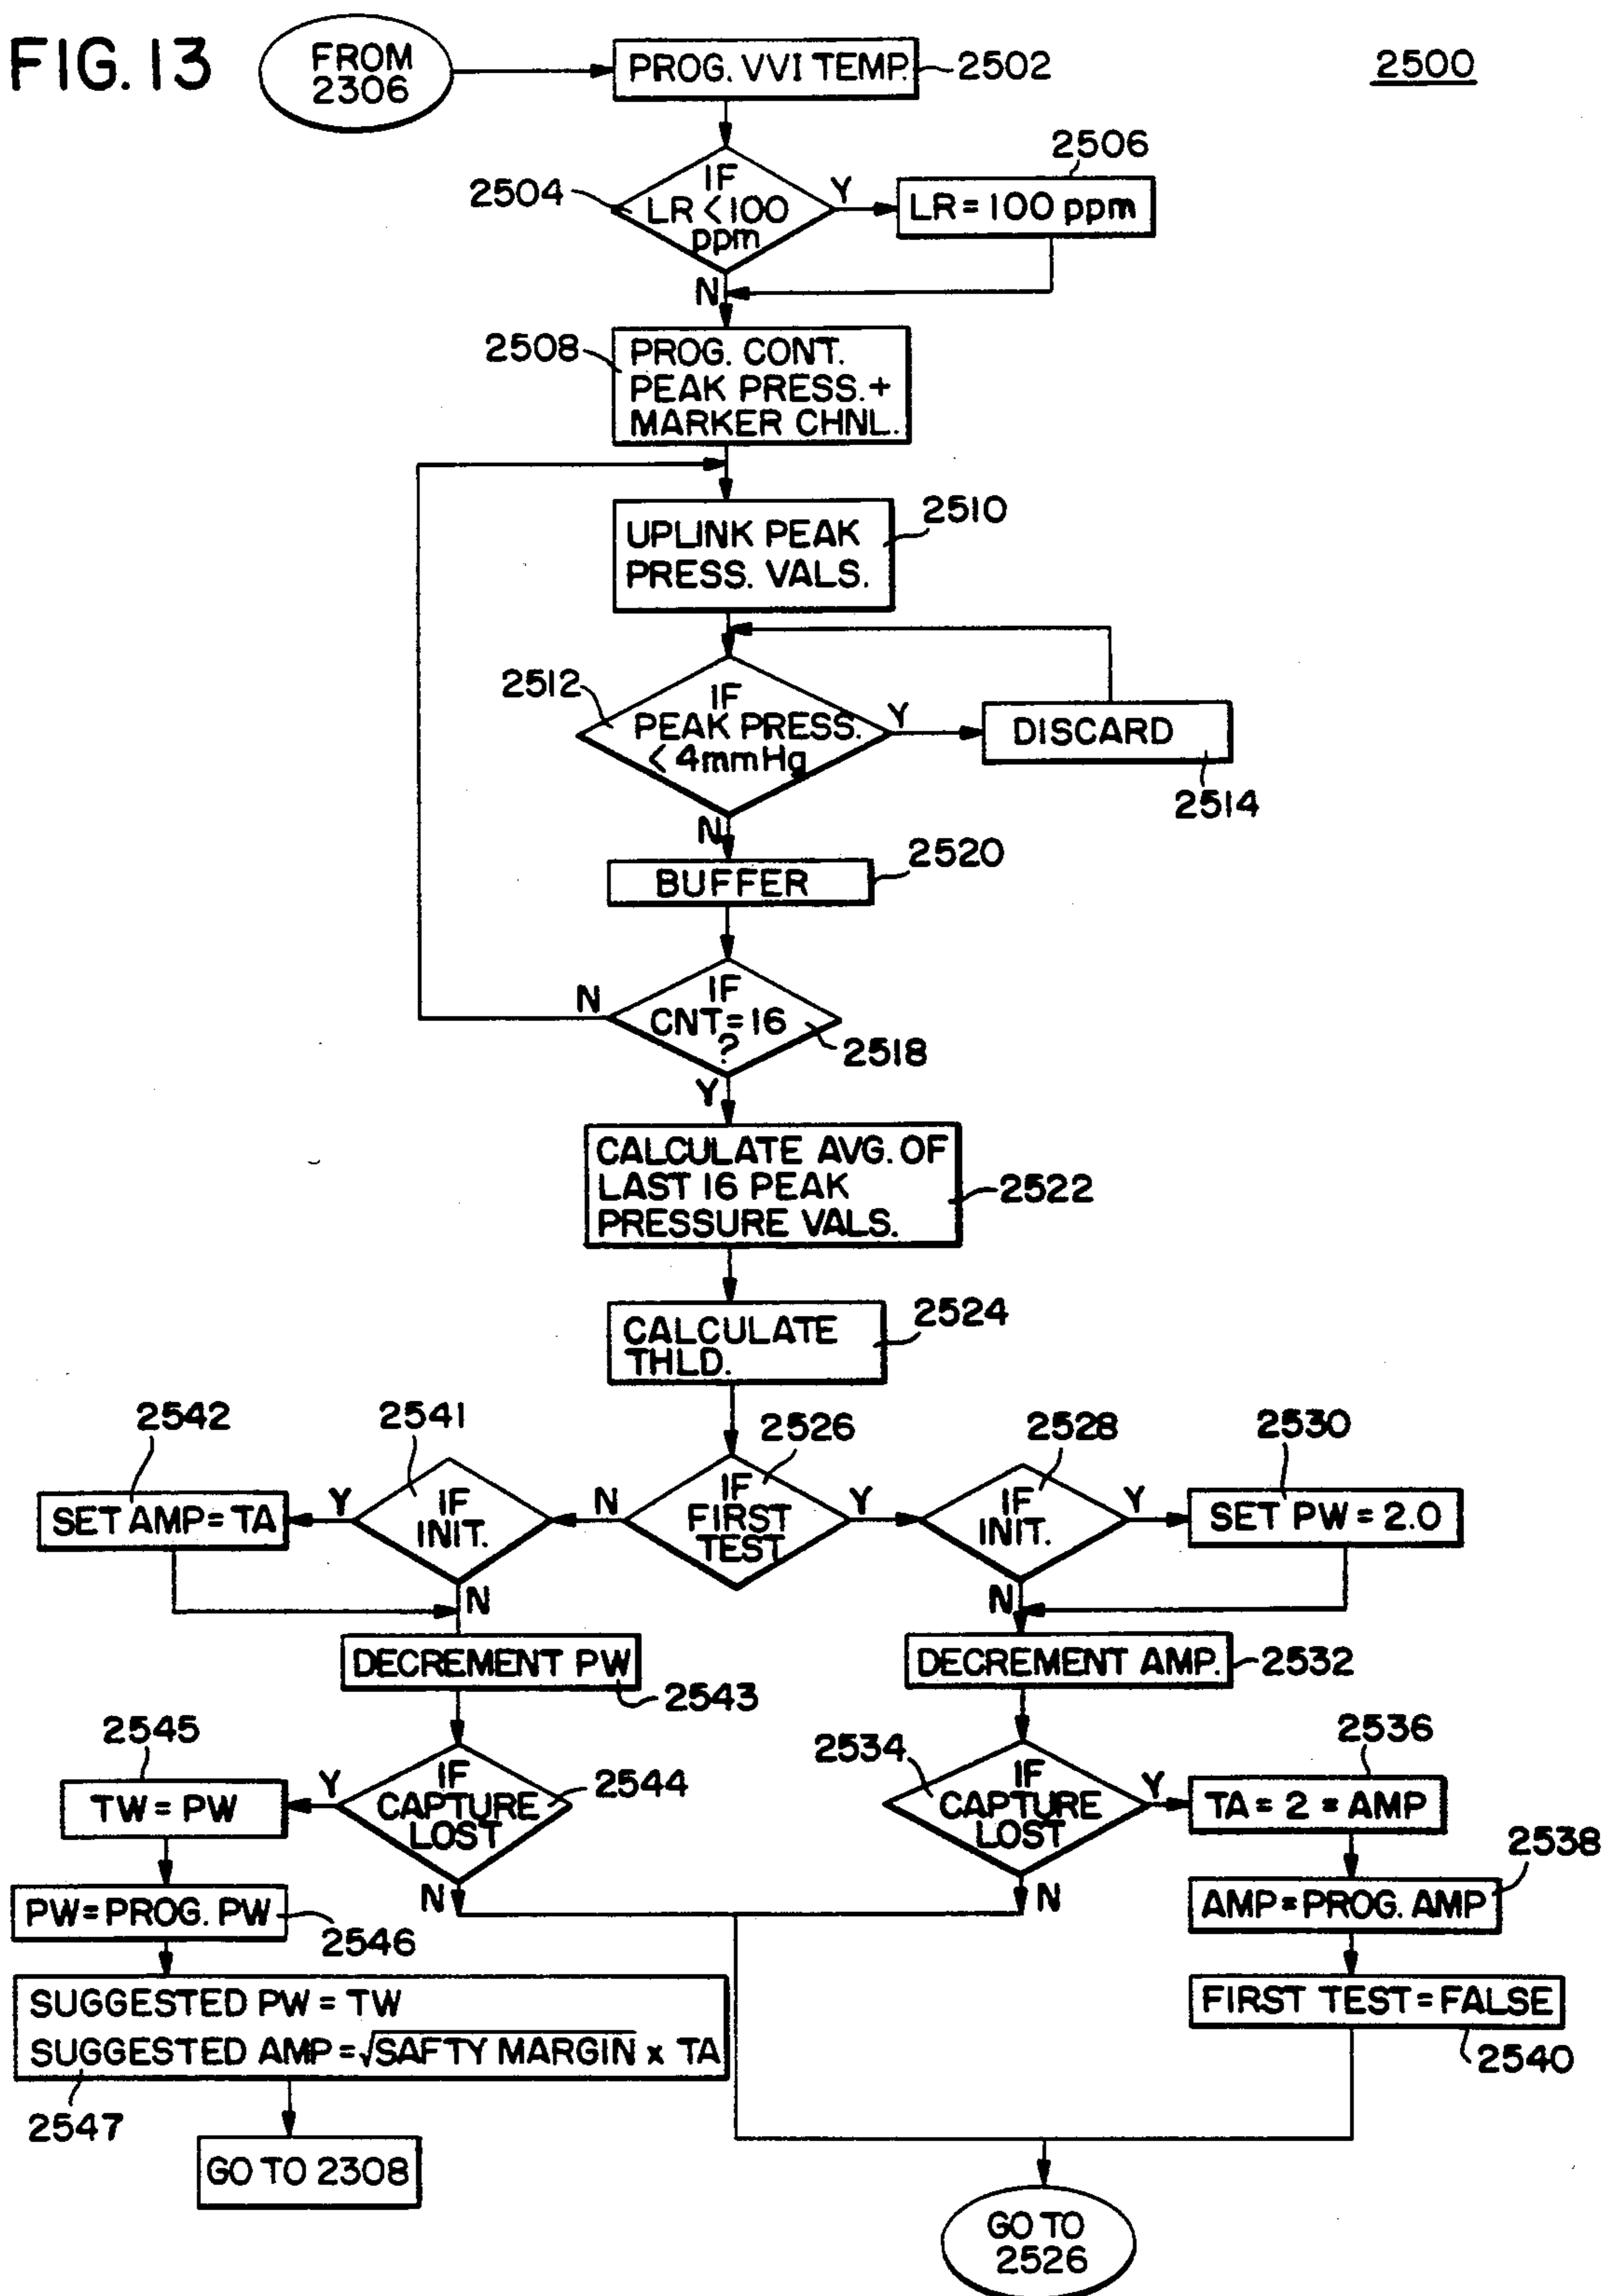 FIG. 13
FROM
2306
PROG. VVI TEMP.
2502
2500
2504
IF
LR < 100
ppm
Y
2506
LR = 100 ppm
N
2508
PROG. CONT.
PEAK PRESS. +
MARKER CHNL.
2510
UPLINK PEAK
PRESS. VALS.
2512
IF
PEAK PRESS.
< 4mmHg
Y
DISCARD
2514
N
2520
BUFFER
N
IF
CNT = 16
?
2518
Y
CALCULATE AVG. OF
LAST 16 PEAK
PRESSURE VALS.
2522
2524
CALCULATE
THLD.
2542
2541
2526
2528
2530
SET AMP = TA
Y
IF
INIT.
N
IF
FIRST
TEST
Y
IF
INIT.
Y
SET PW = 2.0
N
N
DECREMENT PW
2543
DECREMENT AMP.
2532
2545
TW = PW
Y
IF
CAPTURE
LOST
2544
2534
IF
CAPTURE
LOST
Y
2536
TA = 2 = AMP
N
N
2538
PW = PROG. PW
2546
AMP = PROG. AMP
SUGGESTED PW = TW
SUGGESTED AMP = √SAFTY MARGIN x TA
2547
FIRST TEST = FALSE
2540
GO TO 2308
GO TO
2526